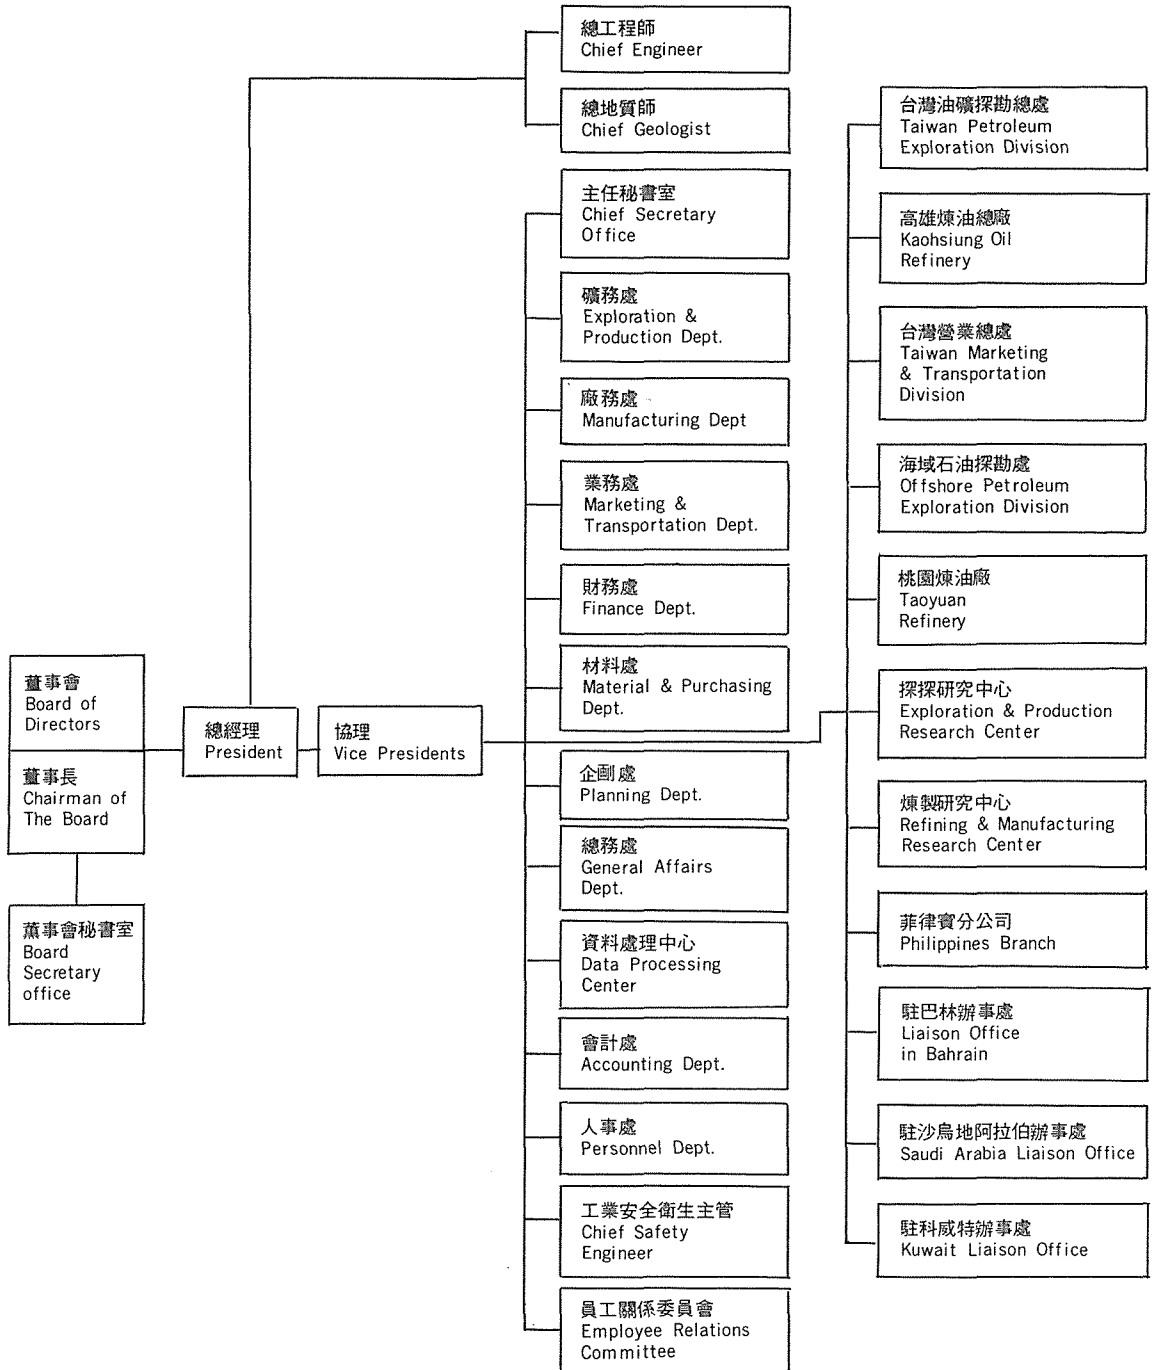 董事會
Board of
Directors
董事長
Chairman of
The Board
董事會秘書室
Board
Secretary
office
總經理
President
協理
Vice Presidents
總工程師
Chief Engineer
總地質師
Chief Geologist
主任秘書室
Chief Secretary
Office
礦務處
Exploration &
Production Dept.
廠務處
Manufacturing Dept
業務處
Marketing &
Transportation Dept.
財務處
Finance Dept.
材料處
Material & Purchasing
Dept.
企劃處
Planning Dept.
總務處
General Affairs
Dept.
資料處理中心
Data Processing
Center
會計處
Accounting Dept.
人事處
Personnel Dept.
工業安全衛生主管
Chief Safety
Engineer
員工關係委員會
Employee Relations
Committee
台灣油礦探勘總處
Taiwan Petroleum
Exploration Division
高雄煉油總廠
Kaohsiung Oil
Refinery
台灣營業總處
Taiwan Marketing
& Transportation
Division
海域石油探勘處
Offshore Petroleum
Exploration Division
桃園煉油廠
Taoyuan
Refinery
探採研究中心
Exploration & Production
Research Center
煉製研究中心
Refining & Manufacturing
Research Center
菲律賓分公司
Philippines Branch
駐巴林辦事處
Liaison Office
in Bahrain
駐沙烏地阿拉伯辦事處
Saudi Arabia Liaison Office
駐科威特辦事處
Kuwait Liaison Office